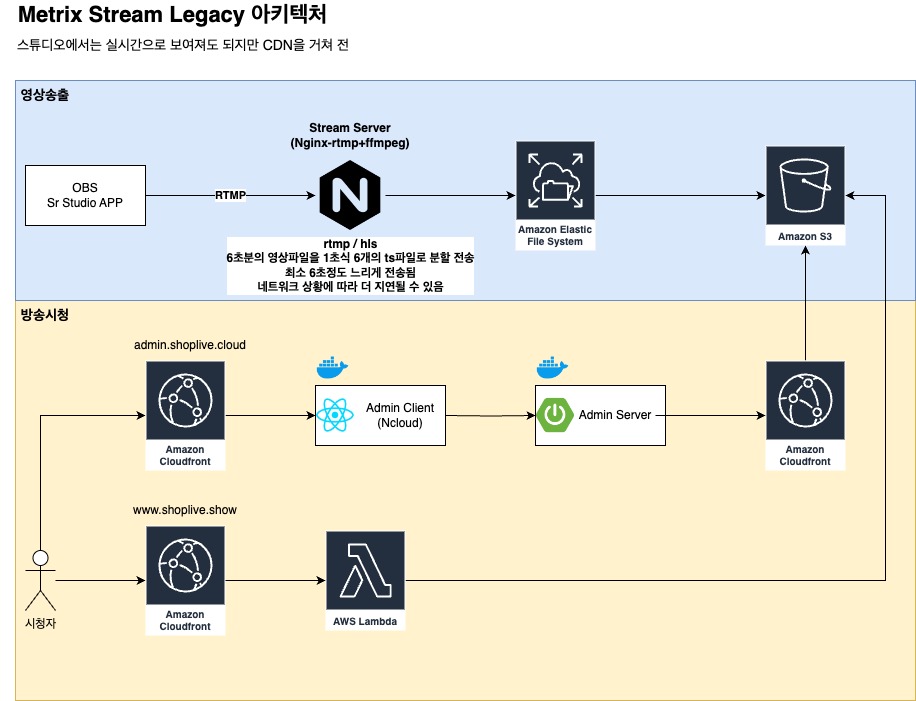 Metrix Stream Legacy 아키텍처
스튜디오에서는 실시간으로 보여져도 되지만 CDN을 거쳐 전
영상송출
Stream Server
(Nginx-rtmp+ffmpeg)
OBS
Sr Studio APP
RTMP
N
rtmp / hls
6초분의 영상파일을 1초식 6개의 ts파일로 분할 전송
최소 6초정도 느리게 전송됨
네트워크 상황에 따라 더 지연될 수 있음
Amazon Elastic
File System
Amazon S3
방송시청
admin.shoplive.cloud
Amazon
Cloudfront
Admin Client
(Ncloud)
Admin Server
Amazon
Cloudfront
www.shoplive.show
Amazon
Cloudfront
AWS Lambda
시청자